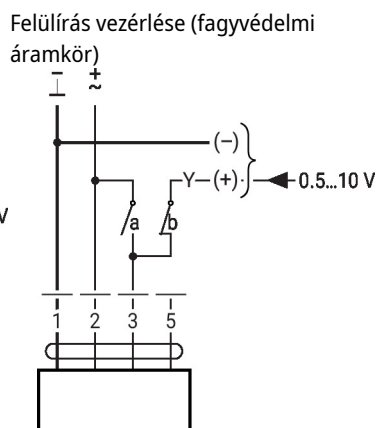 Felülírás vezérlése (fagyvédelmi
áramkör)
– +
⊥ ~
(–)
Y (+) 0.5...10 V
V
a b
1 2 3 5